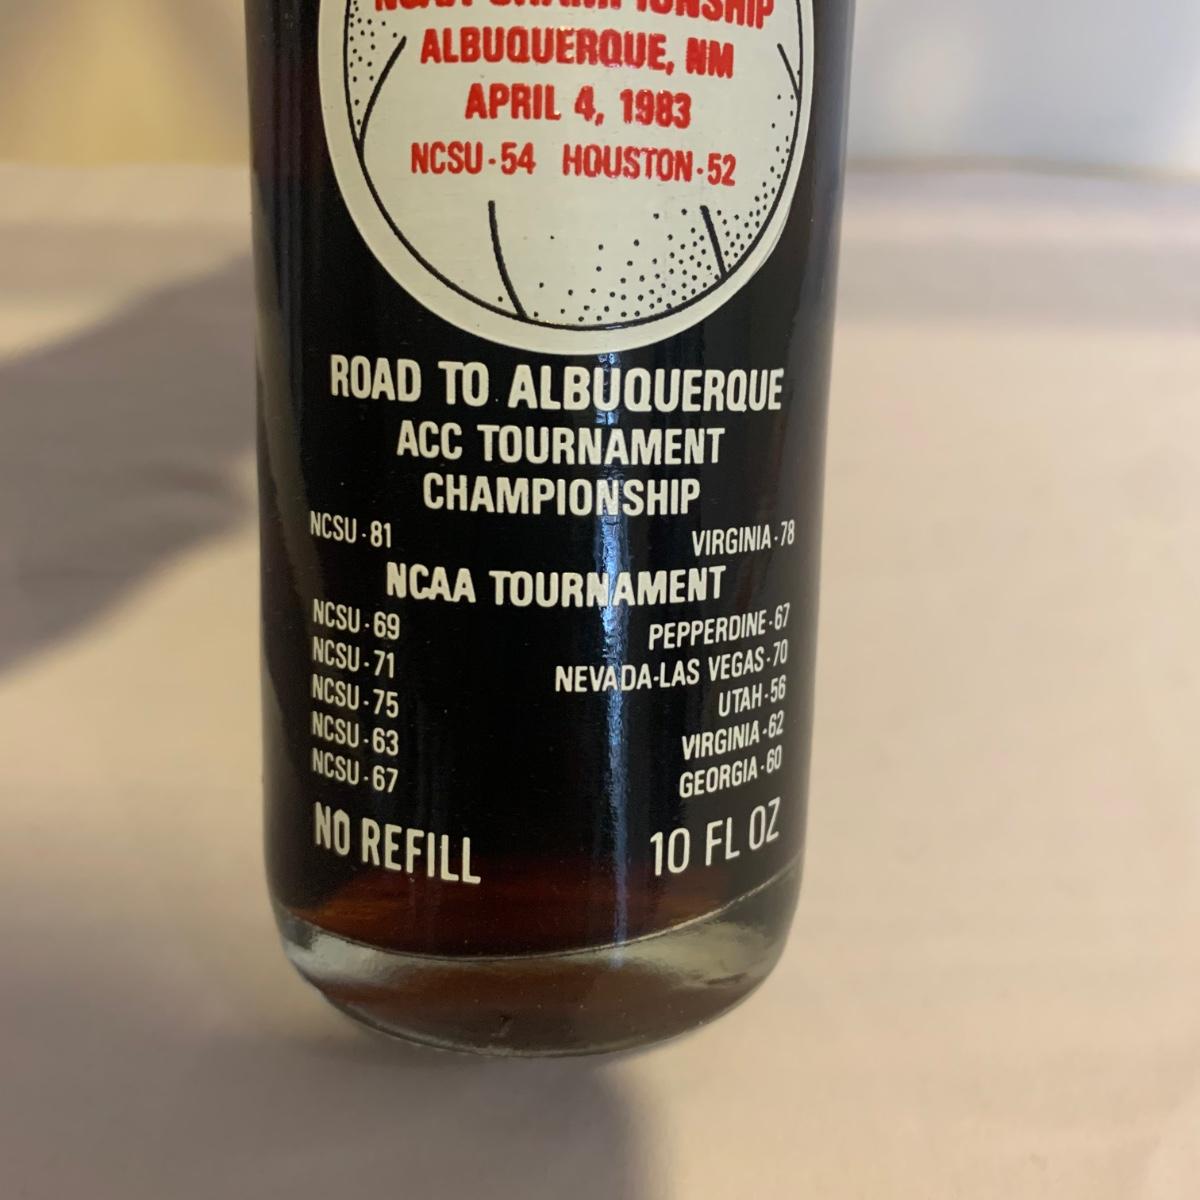 NCAA CHAMPIONSHIP
ALBUQUERQUE, NM
APRIL 4, 1983
NCSU-54 HOUSTON-52
ROAD TO ALBUQUERQUE
ACC TOURNAMENT
CHAMPIONSHIP
NCSU-81 VIRGINIA-78
NCAA TOURNAMENT
NCSU-69 PEPPERDINE-67
NCSU-71 NEVADA-LAS VEGAS-70
NCSU-75 UTAH-56
NCSU-63 VIRGINIA-62
NCSU-67 GEORGIA-60
NO REFILL 10 FL OZ